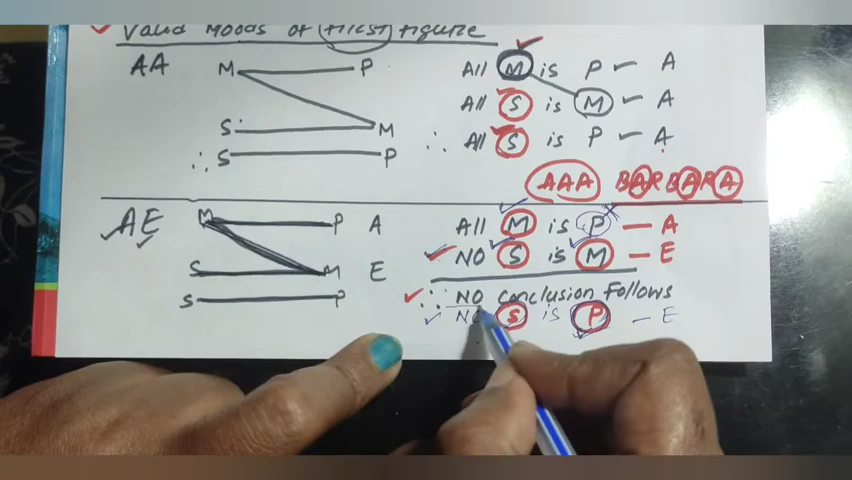 Valid Moods of First Figure
AA M P All M is P A
All S is M A
S M
∴ S P ∴ All S is P A
AAA BARBARA
AE M P A All M is P — A
NO S is M — E
S M E
∴ NO Conclusion Follows
S P NO S is P — E